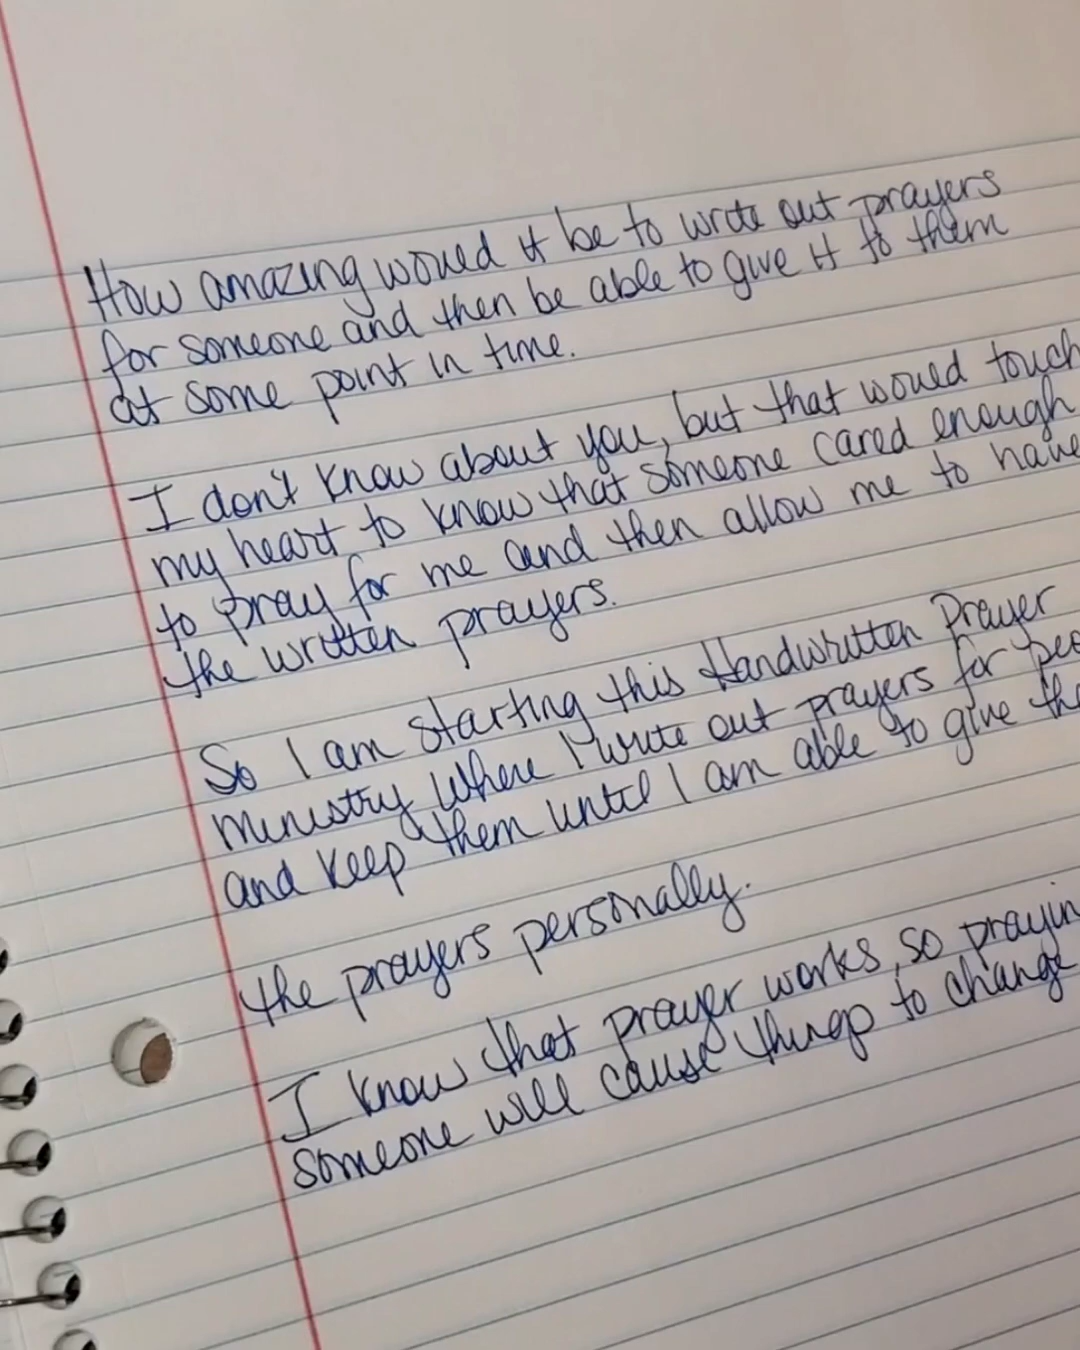 How amazing would it be to write out prayers
for someone and then be able to give it to them
at some point in time.
I don't know about you, but that would touch
my heart to know that someone cared enough
to pray for me and then allow me to have
the written prayers.
So I am starting this Handwritten Prayer
Ministry where I write out prayers for peo
and keep them until I am able to give the
the prayers personally.
I know that prayer works, so prayin
someone will cause things to change